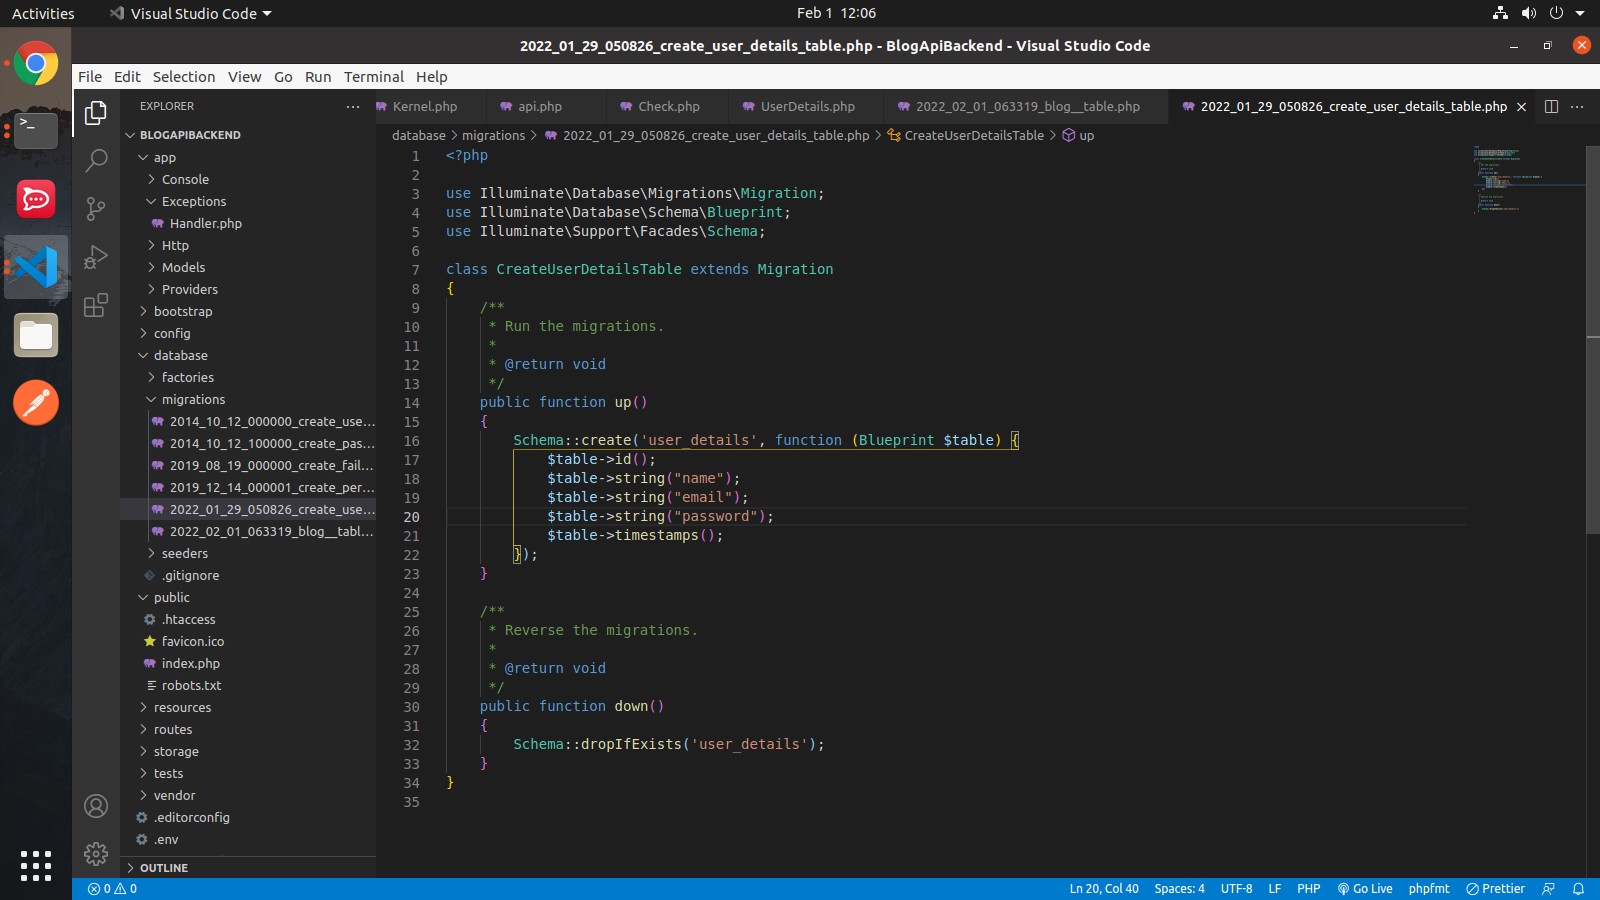 Activities
Visual Studio Code
Feb 1 12:06
2022_01_29_050826_create_user_details_table.php - BlogApiBackend - Visual Studio Code
File Edit Selection View Go Run Terminal Help
EXPLORER
Kernel.php
api.php
Check.php
UserDetails.php
2022_02_01_063319_blog__table.php
2022_01_29_050826_create_user_details_table.php
database > migrations > 2022_01_29_050826_create_user_details_table.php > CreateUserDetailsTable > up
BLOGAPIBACKEND
app
Console
Exceptions
Handler.php
Http
Models
Providers
bootstrap
config
database
factories
migrations
2014_10_12_000000_create_use...
2014_10_12_100000_create_pas...
2019_08_19_000000_create_fail...
2019_12_14_000001_create_per...
2022_01_29_050826_create_use...
2022_02_01_063319_blog__tabl...
seeders
.gitignore
public
.htaccess
favicon.ico
index.php
robots.txt
resources
routes
storage
tests
vendor
.editorconfig
.env
OUTLINE
1 <?php
2
3 use Illuminate\Database\Migrations\Migration;
4 use Illuminate\Database\Schema\Blueprint;
5 use Illuminate\Support\Facades\Schema;
6
7 class CreateUserDetailsTable extends Migration
8 {
9     /**
10      * Run the migrations.
11      *
12      * @return void
13      */
14     public function up()
15     {
16         Schema::create('user_details', function (Blueprint $table) {
17             $table->id();
18             $table->string("name");
19             $table->string("email");
20             $table->string("password");
21             $table->timestamps();
22         });
23     }
24
25     /**
26      * Reverse the migrations.
27      *
28      * @return void
29      */
30     public function down()
31     {
32         Schema::dropIfExists('user_details');
33     }
34 }
35
0 0
Ln 20, Col 40 Spaces: 4 UTF-8 LF PHP Go Live phpfmt Prettier